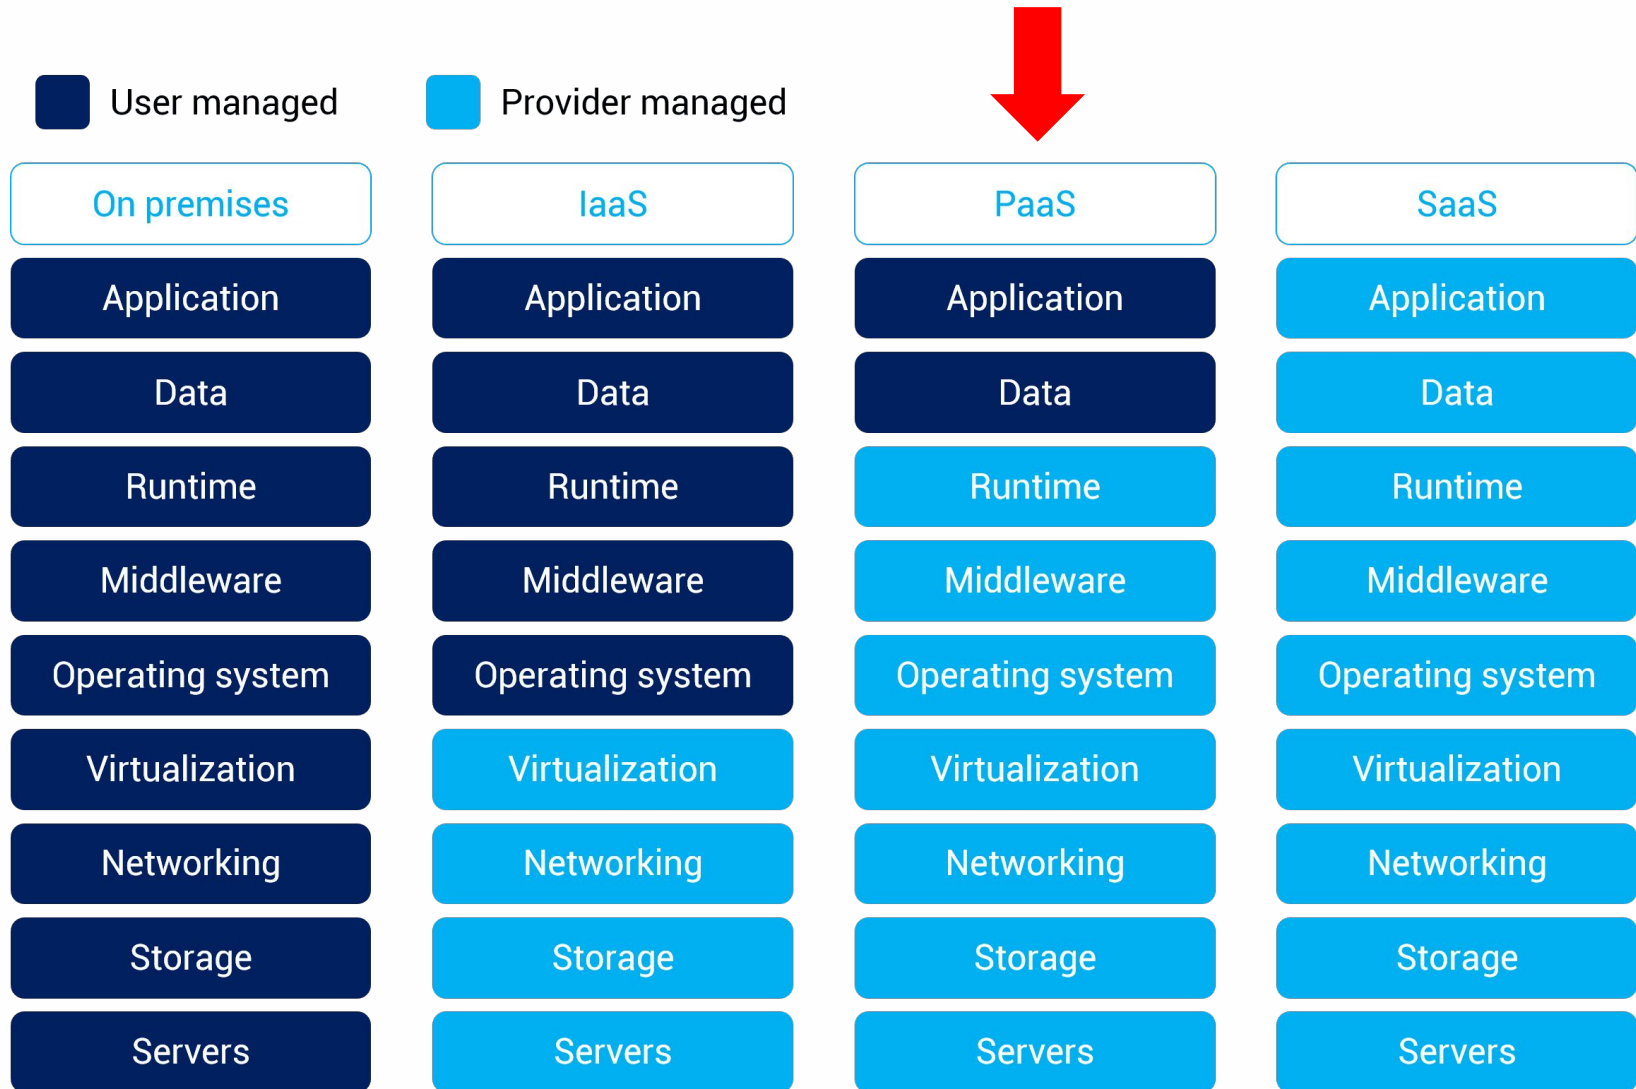 User managed
Provider managed
On premises
IaaS
PaaS
SaaS
Application
Application
Application
Application
Data
Data
Data
Data
Runtime
Runtime
Runtime
Runtime
Middleware
Middleware
Middleware
Middleware
Operating system
Operating system
Operating system
Operating system
Virtualization
Virtualization
Virtualization
Virtualization
Networking
Networking
Networking
Networking
Storage
Storage
Storage
Storage
Servers
Servers
Servers
Servers